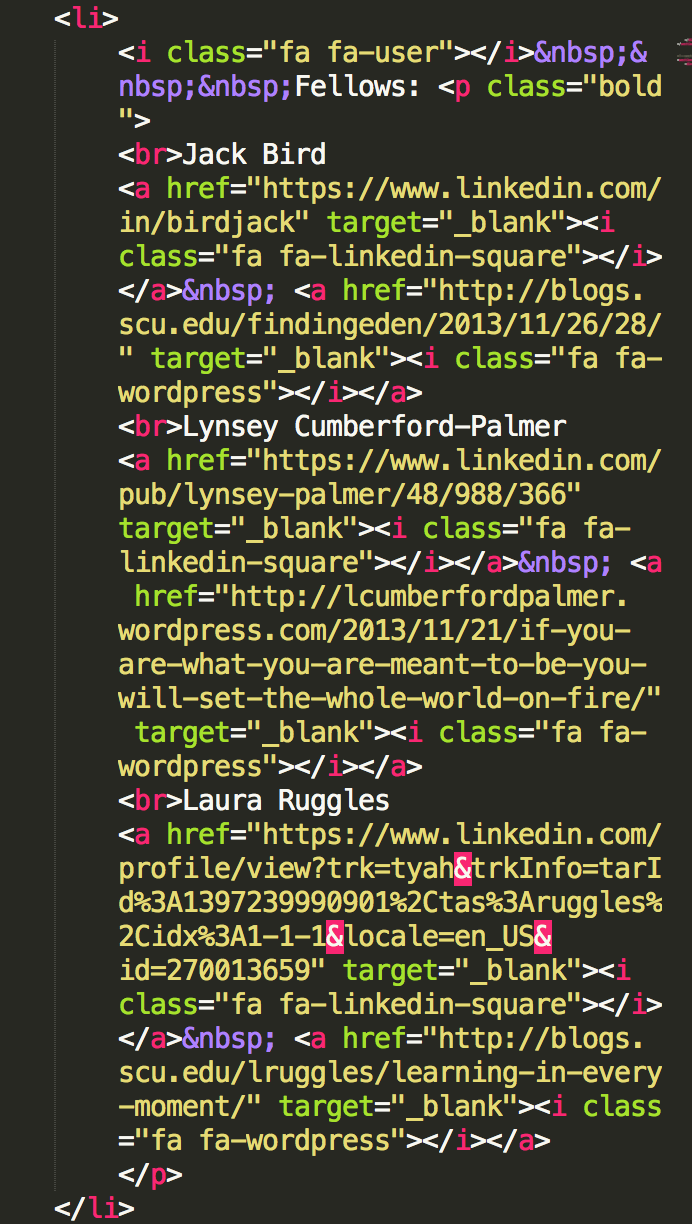 <li>
<i class="fa fa-user"></i>&nbsp;&
nbsp;&nbsp;Fellows: <p class="bold
">
<br>Jack Bird
<a href="https://www.linkedin.com/
in/birdjack" target="_blank"><i
class="fa fa-linkedin-square"></i>
</a>&nbsp; <a href="http://blogs.
scu.edu/findingeden/2013/11/26/28/
" target="_blank"><i class="fa fa-
wordpress"></i></a>
<br>Lynsey Cumberford-Palmer
<a href="https://www.linkedin.com/
pub/lynsey-palmer/48/988/366"
target="_blank"><i class="fa fa-
linkedin-square"></i></a>&nbsp; <a
href="http://lcumberfordpalmer.
wordpress.com/2013/11/21/if-you-
are-what-you-are-meant-to-be-you-
will-set-the-whole-world-on-fire/"
target="_blank"><i class="fa fa-
wordpress"></i></a>
<br>Laura Ruggles
<a href="https://www.linkedin.com/
profile/view?trk=tyah&trkInfo=tarI
d%3A1397239990901%2Ctas%3Aruggles%
2Cidx%3A1-1-1&locale=en_US&
id=270013659" target="_blank"><i
class="fa fa-linkedin-square"></i>
</a>&nbsp; <a href="http://blogs.
scu.edu/lruggles/learning-in-every
-moment/" target="_blank"><i class
="fa fa-wordpress"></i></a>
</p>
</li>